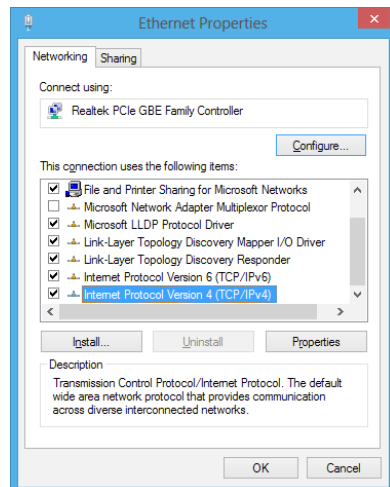 Ethernet Properties
Networking
Sharing
Connect using:
Realtek PCIe GBE Family Controller
Configure...
This connection uses the following items:
File and Printer Sharing for Microsoft Networks
Microsoft Network Adapter Multiplexor Protocol
Microsoft LLDP Protocol Driver
Link-Layer Topology Discovery Mapper I/O Driver
Link-Layer Topology Discovery Responder
Internet Protocol Version 6 (TCP/IPv6)
Internet Protocol Version 4 (TCP/IPv4)
Install...
Uninstall
Properties
Description
Transmission Control Protocol/Internet Protocol. The default
wide area network protocol that provides communication
across diverse interconnected networks.
OK
Cancel